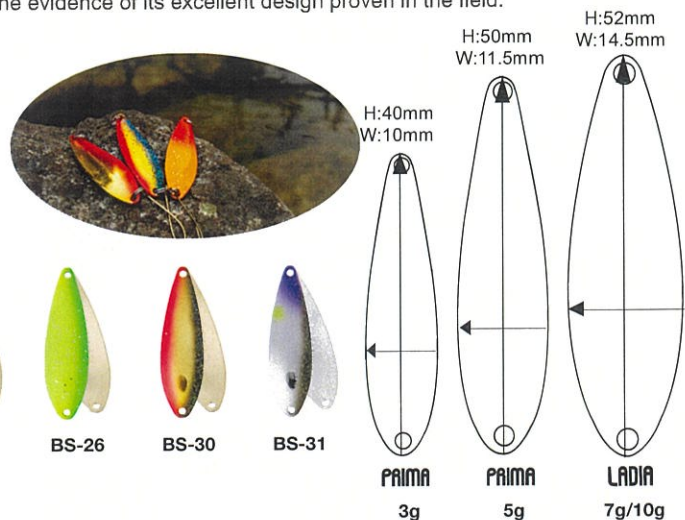 the evidence of its excellent design proven in the field.
H:52mm
W:14.5mm
H:50mm
W:11.5mm
H:40mm
W:10mm
BS-26
BS-30
BS-31
PRIMA
PRIMA
LADIA
3g
5g
7g/10g